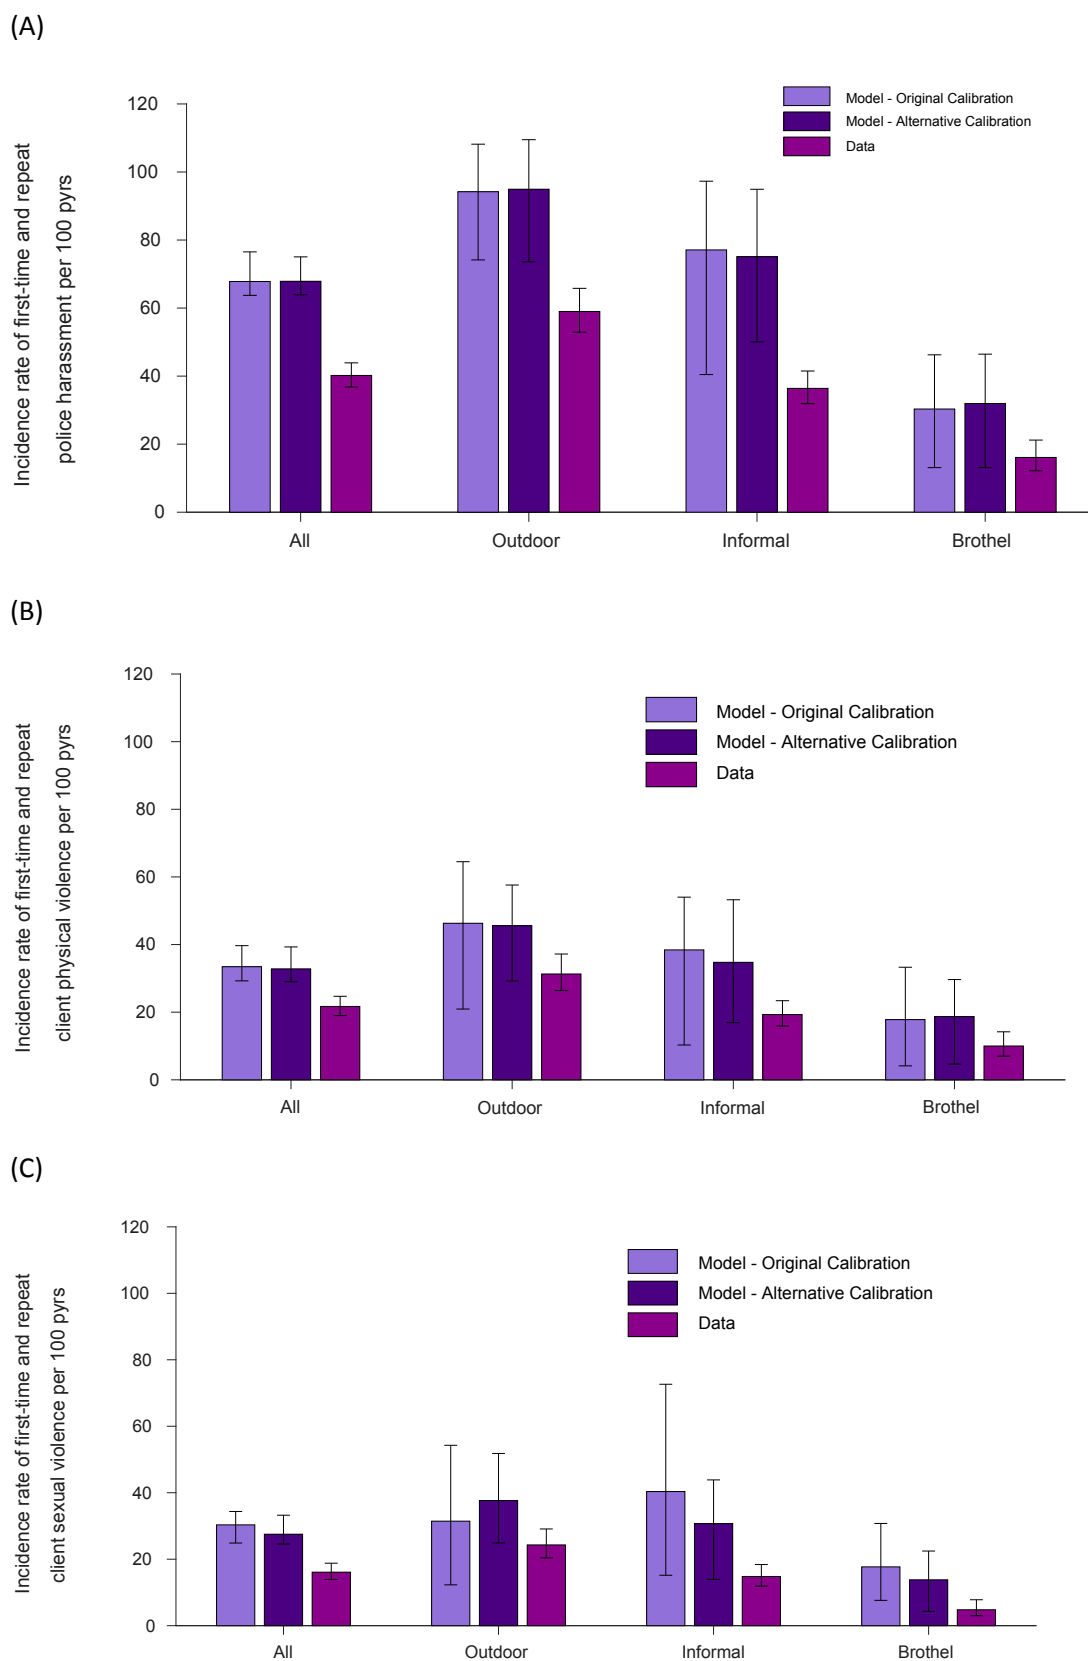 (A)
Incidence rate of first-time and repeat
police harassment per 100 pyrs
120
100
80
60
40
20
0
Model - Original Calibration
Model - Alternative Calibration
Data
All
Outdoor
Informal
Brothel
(B)
Incidence rate of first-time and repeat
client physical violence per 100 pyrs
120
100
80
60
40
20
0
Model - Original Calibration
Model - Alternative Calibration
Data
All
Outdoor
Informal
Brothel
(C)
Incidence rate of first-time and repeat
client sexual violence per 100 pyrs
120
100
80
60
40
20
0
Model - Original Calibration
Model - Alternative Calibration
Data
All
Outdoor
Informal
Brothel